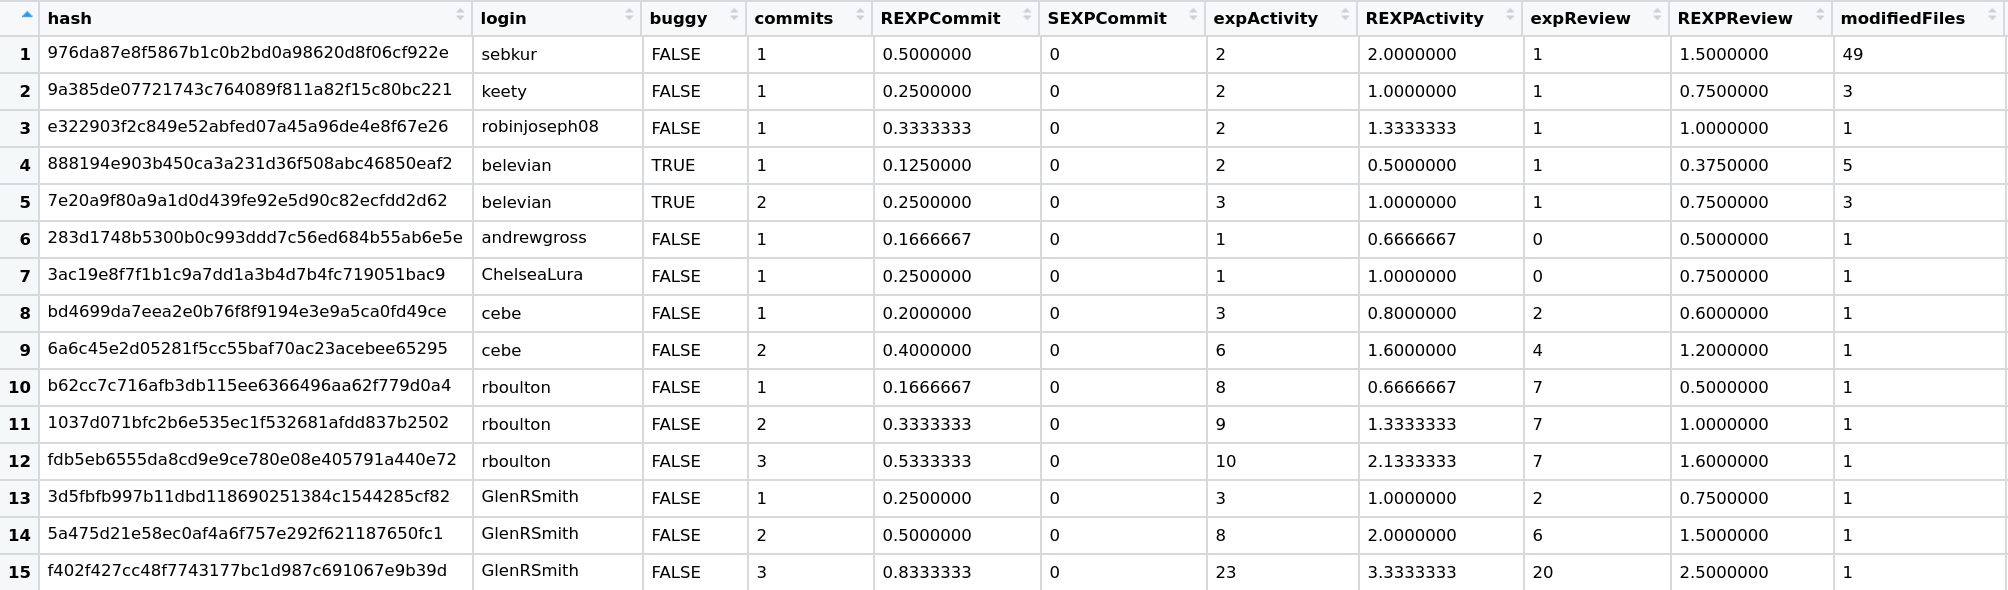 hash login buggy commits REXPCommit SEXPCommit expActivity REXPActivity expReview REXPReview modifiedFiles
1 976da87e8f5867b1c0b2bd0a98620d8f06cf922e sebkur FALSE 1 0.5000000 0 2 2.0000000 1 1.5000000 49
2 9a385de07721743c764089f811a82f15c80bc221 keety FALSE 1 0.2500000 0 2 1.0000000 1 0.7500000 3
3 e322903f2c849e52abfed07a45a96de4e8f67e26 robinjoseph08 FALSE 1 0.3333333 0 2 1.3333333 1 1.0000000 1
4 888194e903b450ca3a231d36f508abc46850eaf2 belevian TRUE 1 0.1250000 0 2 0.5000000 1 0.3750000 5
5 7e20a9f80a9a1d0d439fe92e5d90c82ecfdd2d62 belevian TRUE 2 0.2500000 0 3 1.0000000 1 0.7500000 3
6 283d1748b5300b0c993ddd7c56ed684b55ab6e5e andrewgross FALSE 1 0.1666667 0 1 0.6666667 0 0.5000000 1
7 3ac19e8f7f1b1c9a7dd1a3b4d7b4fc719051bac9 ChelseaLura FALSE 1 0.2500000 0 1 1.0000000 0 0.7500000 1
8 bd4699da7eea2e0b76f8f9194e3e9a5ca0fd49ce cebe FALSE 1 0.2000000 0 3 0.8000000 2 0.6000000 1
9 6a6c45e2d05281f5cc55baf70ac23acebee65295 cebe FALSE 2 0.4000000 0 6 1.6000000 4 1.2000000 1
10 b62cc7c716afb3db115ee6366496aa62f779d0a4 rboulton FALSE 1 0.1666667 0 8 0.6666667 7 0.5000000 1
11 1037d071bfc2b6e535ec1f532681afdd837b2502 rboulton FALSE 2 0.3333333 0 9 1.3333333 7 1.0000000 1
12 fdb5eb6555da8cd9e9ce780e08e405791a440e72 rboulton FALSE 3 0.5333333 0 10 2.1333333 7 1.6000000 1
13 3d5fbfb997b11dbd118690251384c1544285cf82 GlenRSmith FALSE 1 0.2500000 0 3 1.0000000 2 0.7500000 1
14 5a475d21e58ec0af4a6f757e292f621187650fc1 GlenRSmith FALSE 2 0.5000000 0 8 2.0000000 6 1.5000000 1
15 f402f427cc48f7743177bc1d987c691067e9b39d GlenRSmith FALSE 3 0.8333333 0 23 3.3333333 20 2.5000000 1